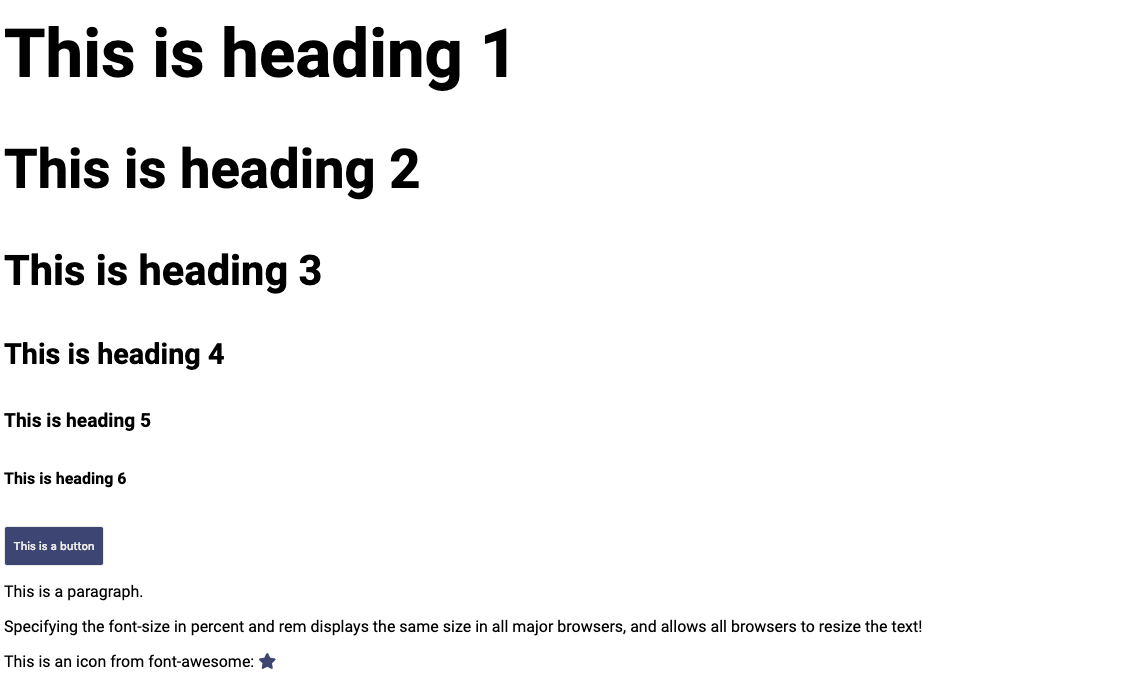 This is heading 1
This is heading 2
This is heading 3
This is heading 4
This is heading 5
This is heading 6
This is a button
This is a paragraph.
Specifying the font-size in percent and rem displays the same size in all major browsers, and allows all browsers to resize the text!
This is an icon from font-awesome: